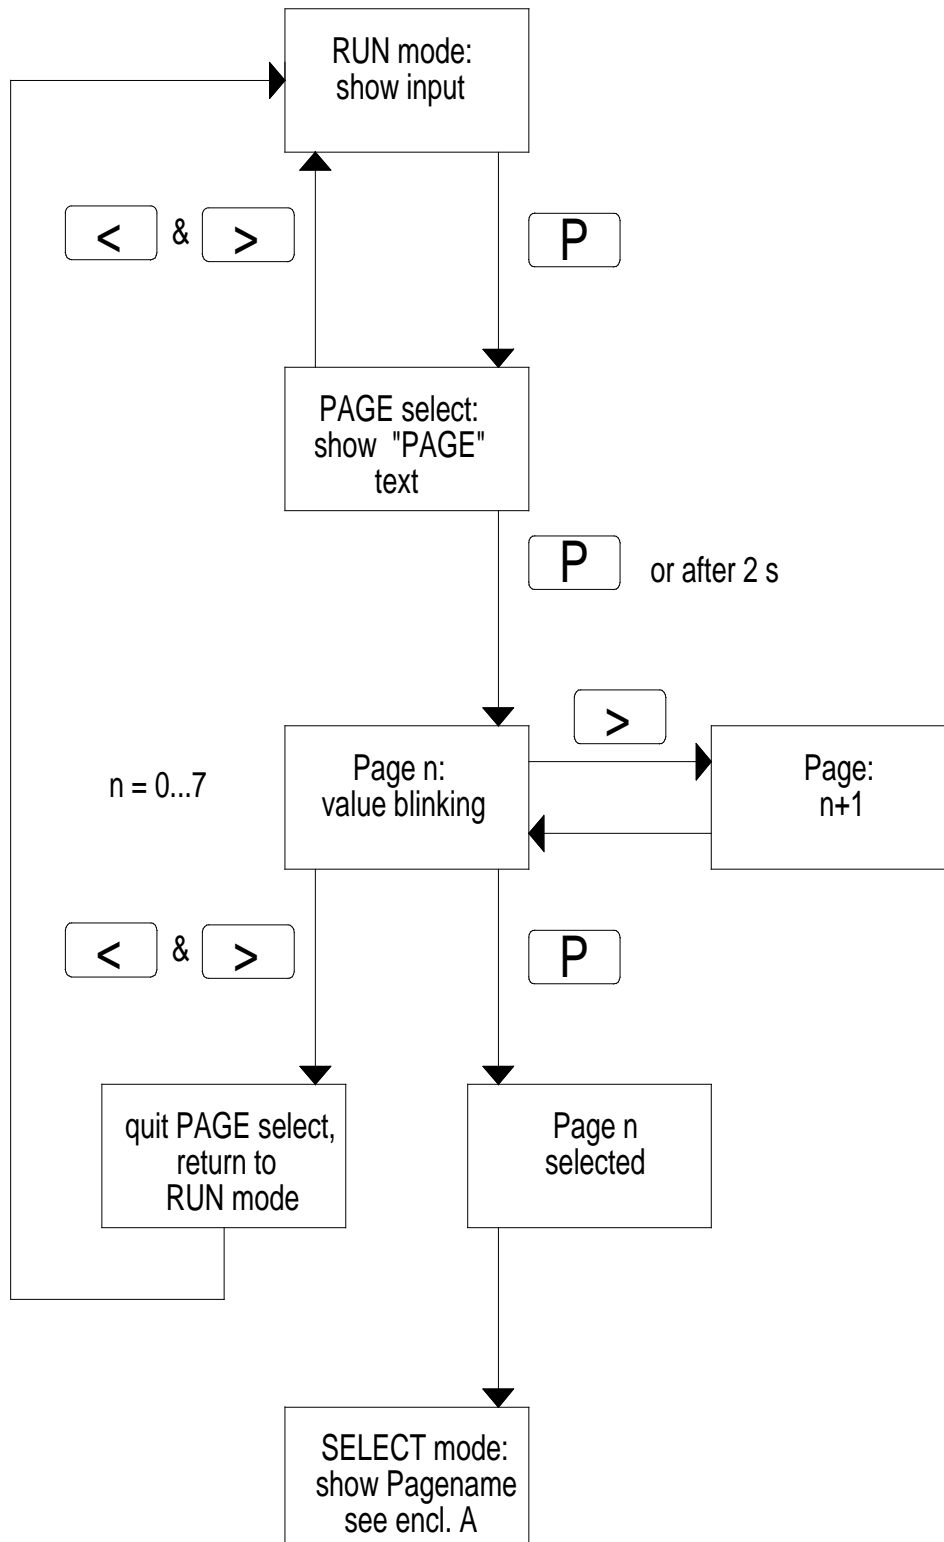 RUN mode:
show input
< & >
P
PAGE select:
show "PAGE"
text
P or after 2 s
>
n = 0...7
Page n:
value blinking
Page:
n+1
< & >
P
quit PAGE select,
return to
RUN mode
Page n
selected
SELECT mode:
show Pagename
see encl. A